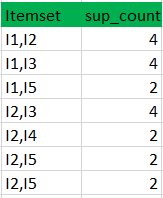 Itemset sup_count
I1,I2 4
I1,I3 4
I1,I5 2
I2,I3 4
I2,I4 2
I2,I5 2
I2,I5 2